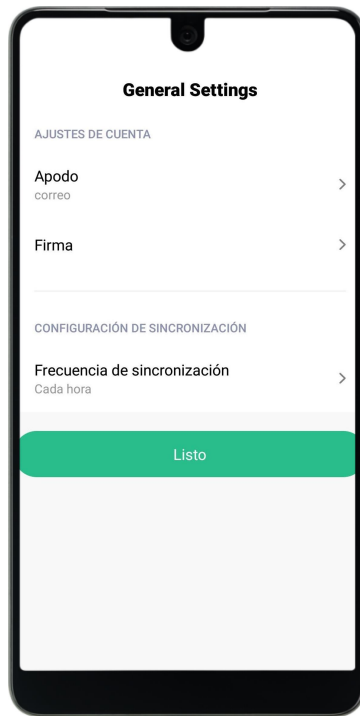 General Settings
AJUSTES DE CUENTA
Apodo
correo
Firma
CONFIGURACIÓN DE SINCRONIZACIÓN
Frecuencia de sincronización
Cada hora
Listo